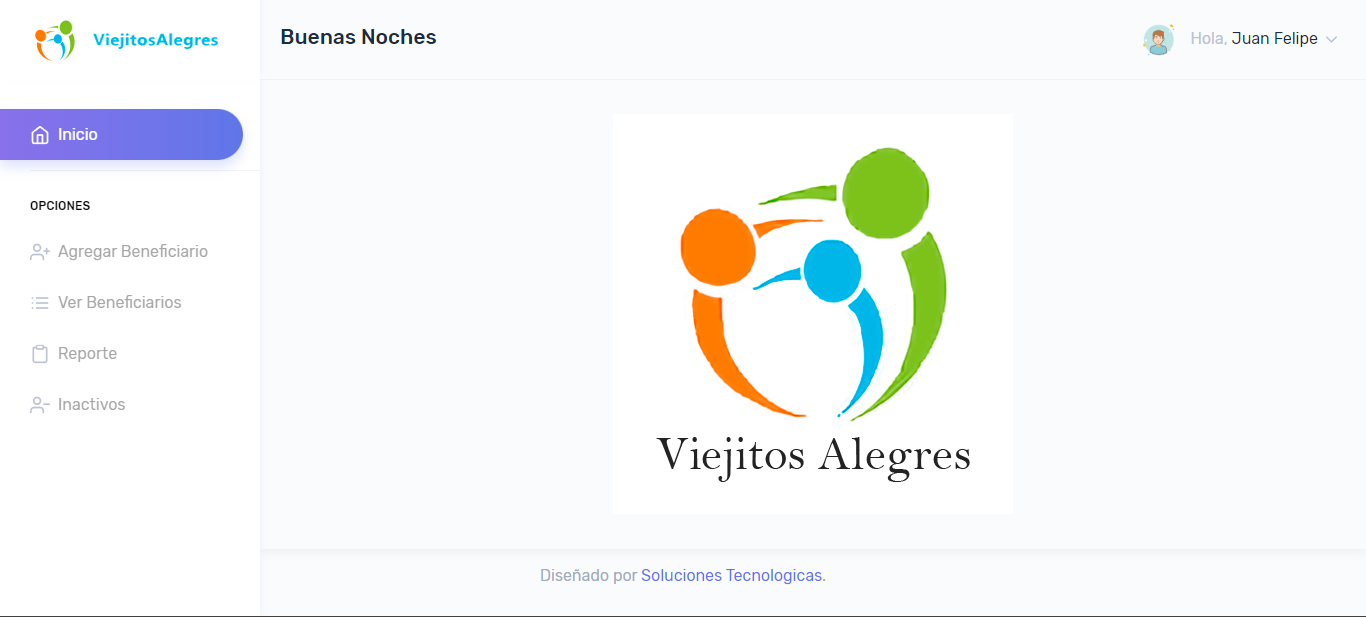 ViejitosAlegres
Buenas Noches
Hola, Juan Felipe
Inicio
OPCIONES
Agregar Beneficiario
Ver Beneficiarios
Reporte
Inactivos
Viejitos Alegres
Diseñado por Soluciones Tecnologicas.